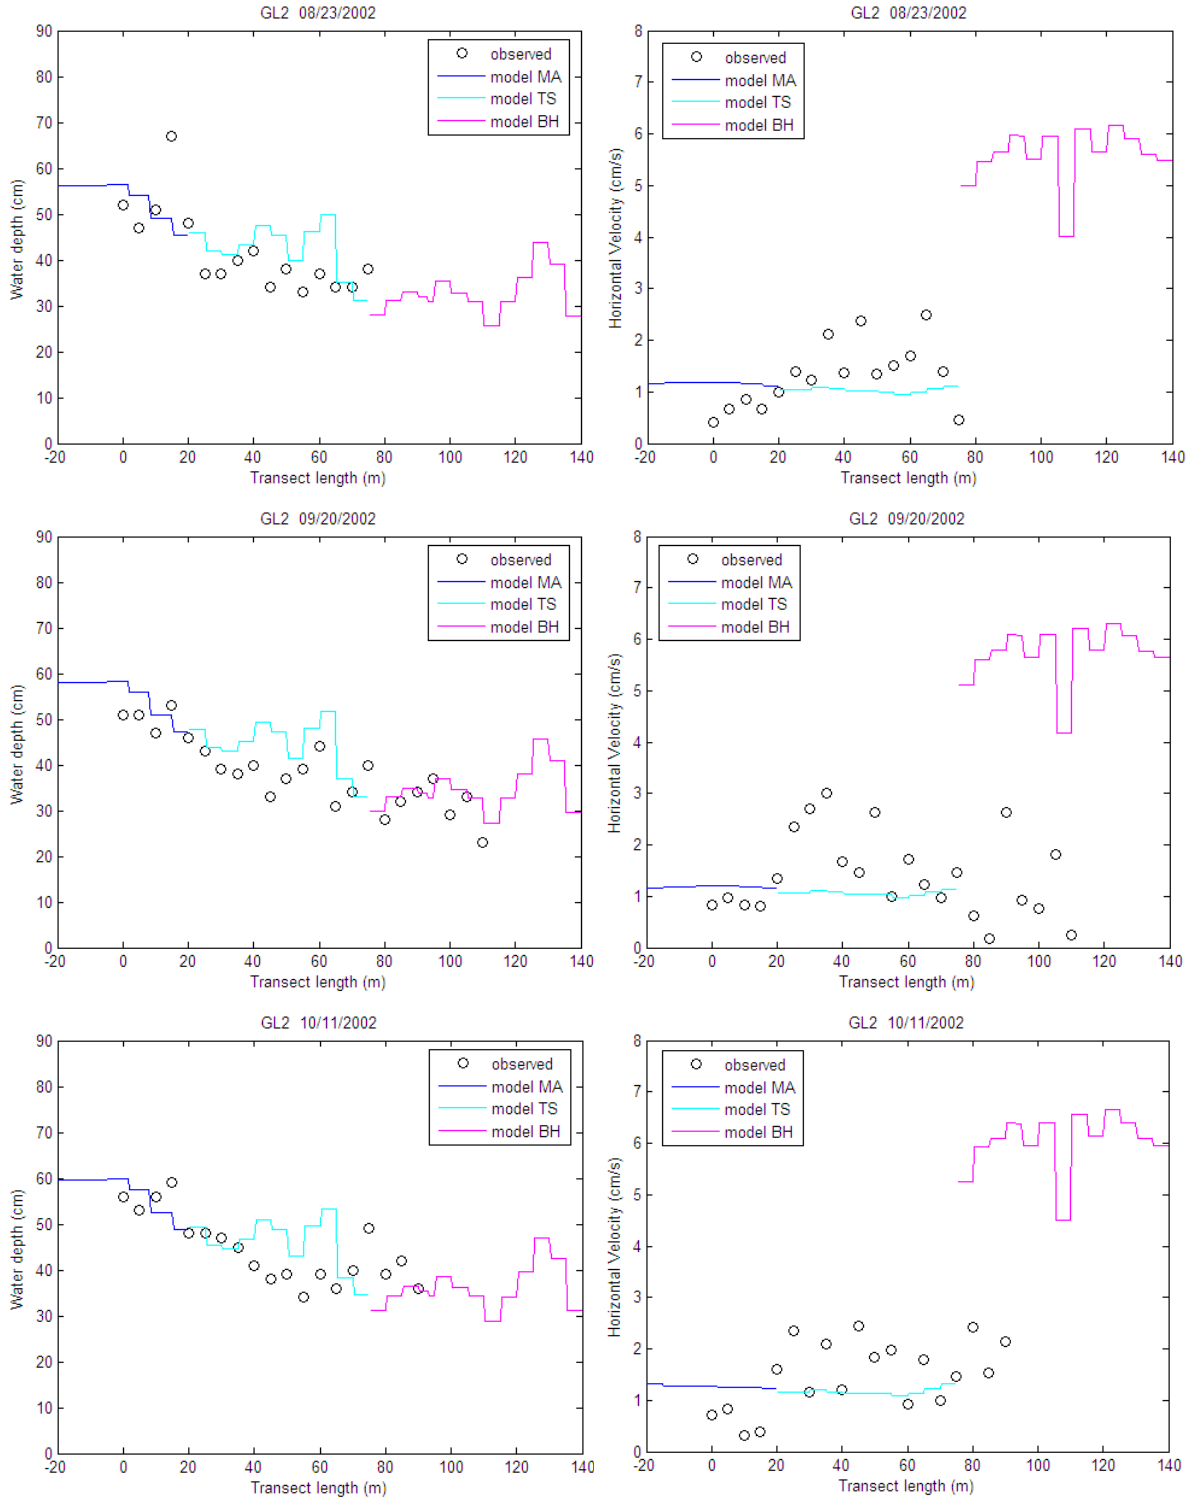 GL2 08/23/2002
90
80
70
60
50
40
30
20
10
0
Water depth (cm)
observed
model MA
model TS
model BH
-20 0 20 40 60 80 100 120 140
Transect length (m)
GL2 08/23/2002
8
7
6
5
4
3
2
1
0
Horizontal Velocity (cm/s)
observed
model MA
model TS
model BH
-20 0 20 40 60 80 100 120 140
Transect length (m)
GL2 09/20/2002
90
80
70
60
50
40
30
20
10
0
Water depth (cm)
observed
model MA
model TS
model BH
-20 0 20 40 60 80 100 120 140
Transect length (m)
GL2 09/20/2002
8
7
6
5
4
3
2
1
0
Horizontal Velocity (cm/s)
observed
model MA
model TS
model BH
-20 0 20 40 60 80 100 120 140
Transect length (m)
GL2 10/11/2002
90
80
70
60
50
40
30
20
10
0
Water depth (cm)
observed
model MA
model TS
model BH
-20 0 20 40 60 80 100 120 140
Transect length (m)
GL2 10/11/2002
8
7
6
5
4
3
2
1
0
Horizontal Velocity (cm/s)
observed
model MA
model TS
model BH
-20 0 20 40 60 80 100 120 140
Transect length (m)